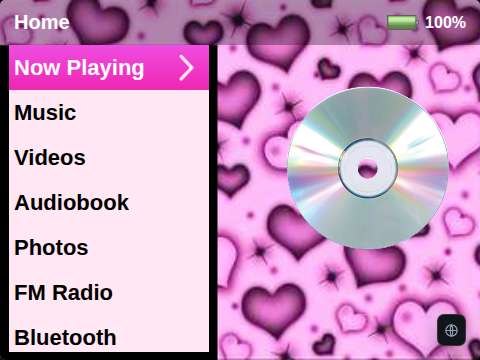 Home
100%
Now Playing
Music
Videos
Audiobook
Photos
FM Radio
Bluetooth